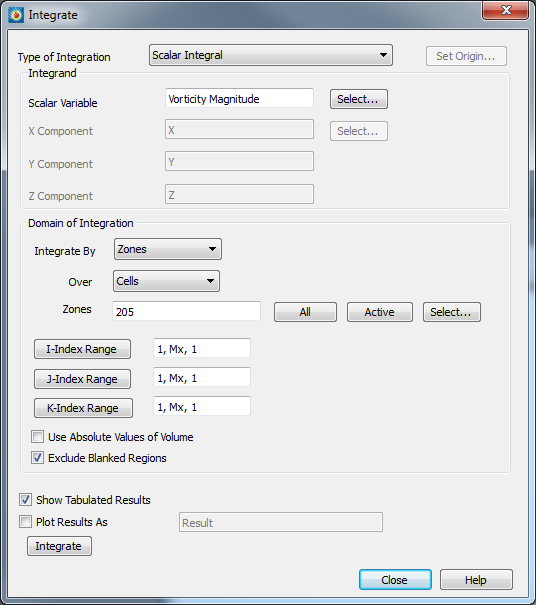 Integrate
Type of Integration Scalar Integral Set Origin...
Integrand
Scalar Variable Vorticity Magnitude Select...
X Component X Select...
Y Component Y
Z Component Z
Domain of Integration
Integrate By Zones
Over Cells
Zones 205 All Active Select...
I-Index Range 1, Mx, 1
J-Index Range 1, Mx, 1
K-Index Range 1, Mx, 1
Use Absolute Values of Volume
Exclude Blanked Regions
Show Tabulated Results
Plot Results As Result
Integrate
Close Help